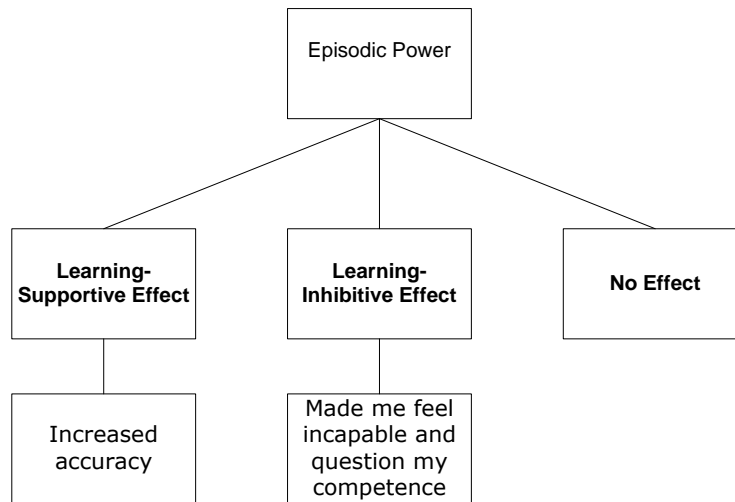 Episodic Power
Learning-
Supportive Effect
Learning-
Inhibitive Effect
No Effect
Increased
accuracy
Made me feel
incapable and
question my
competence